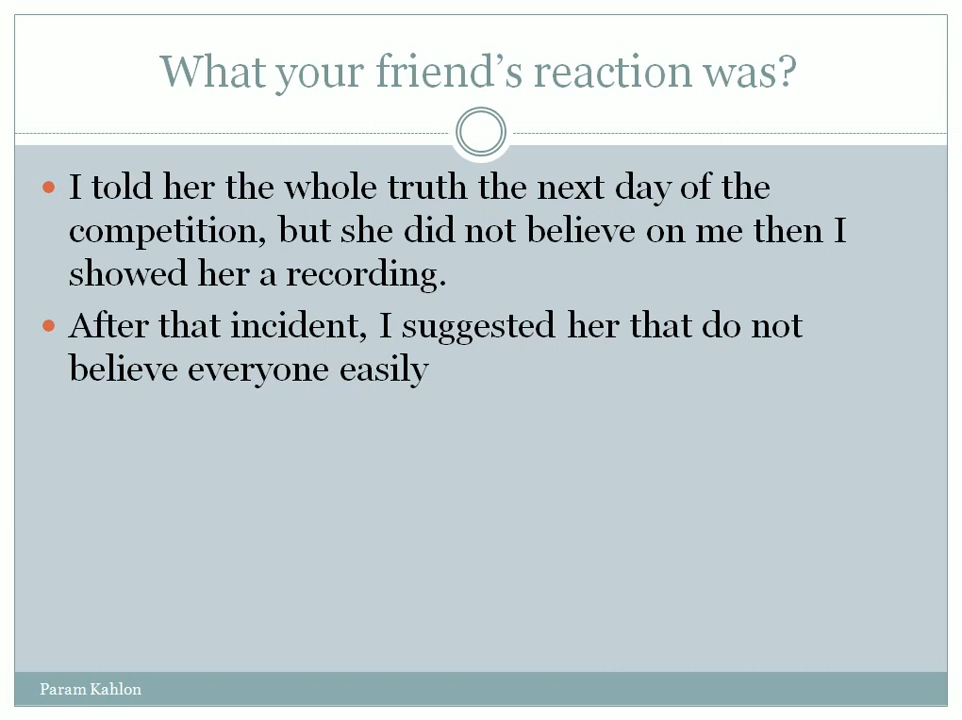 What your friend’s reaction was?
• I told her the whole truth the next day of the
competition, but she did not believe on me then I
showed her a recording.
• After that incident, I suggested her that do not
believe everyone easily
Param Kahlon